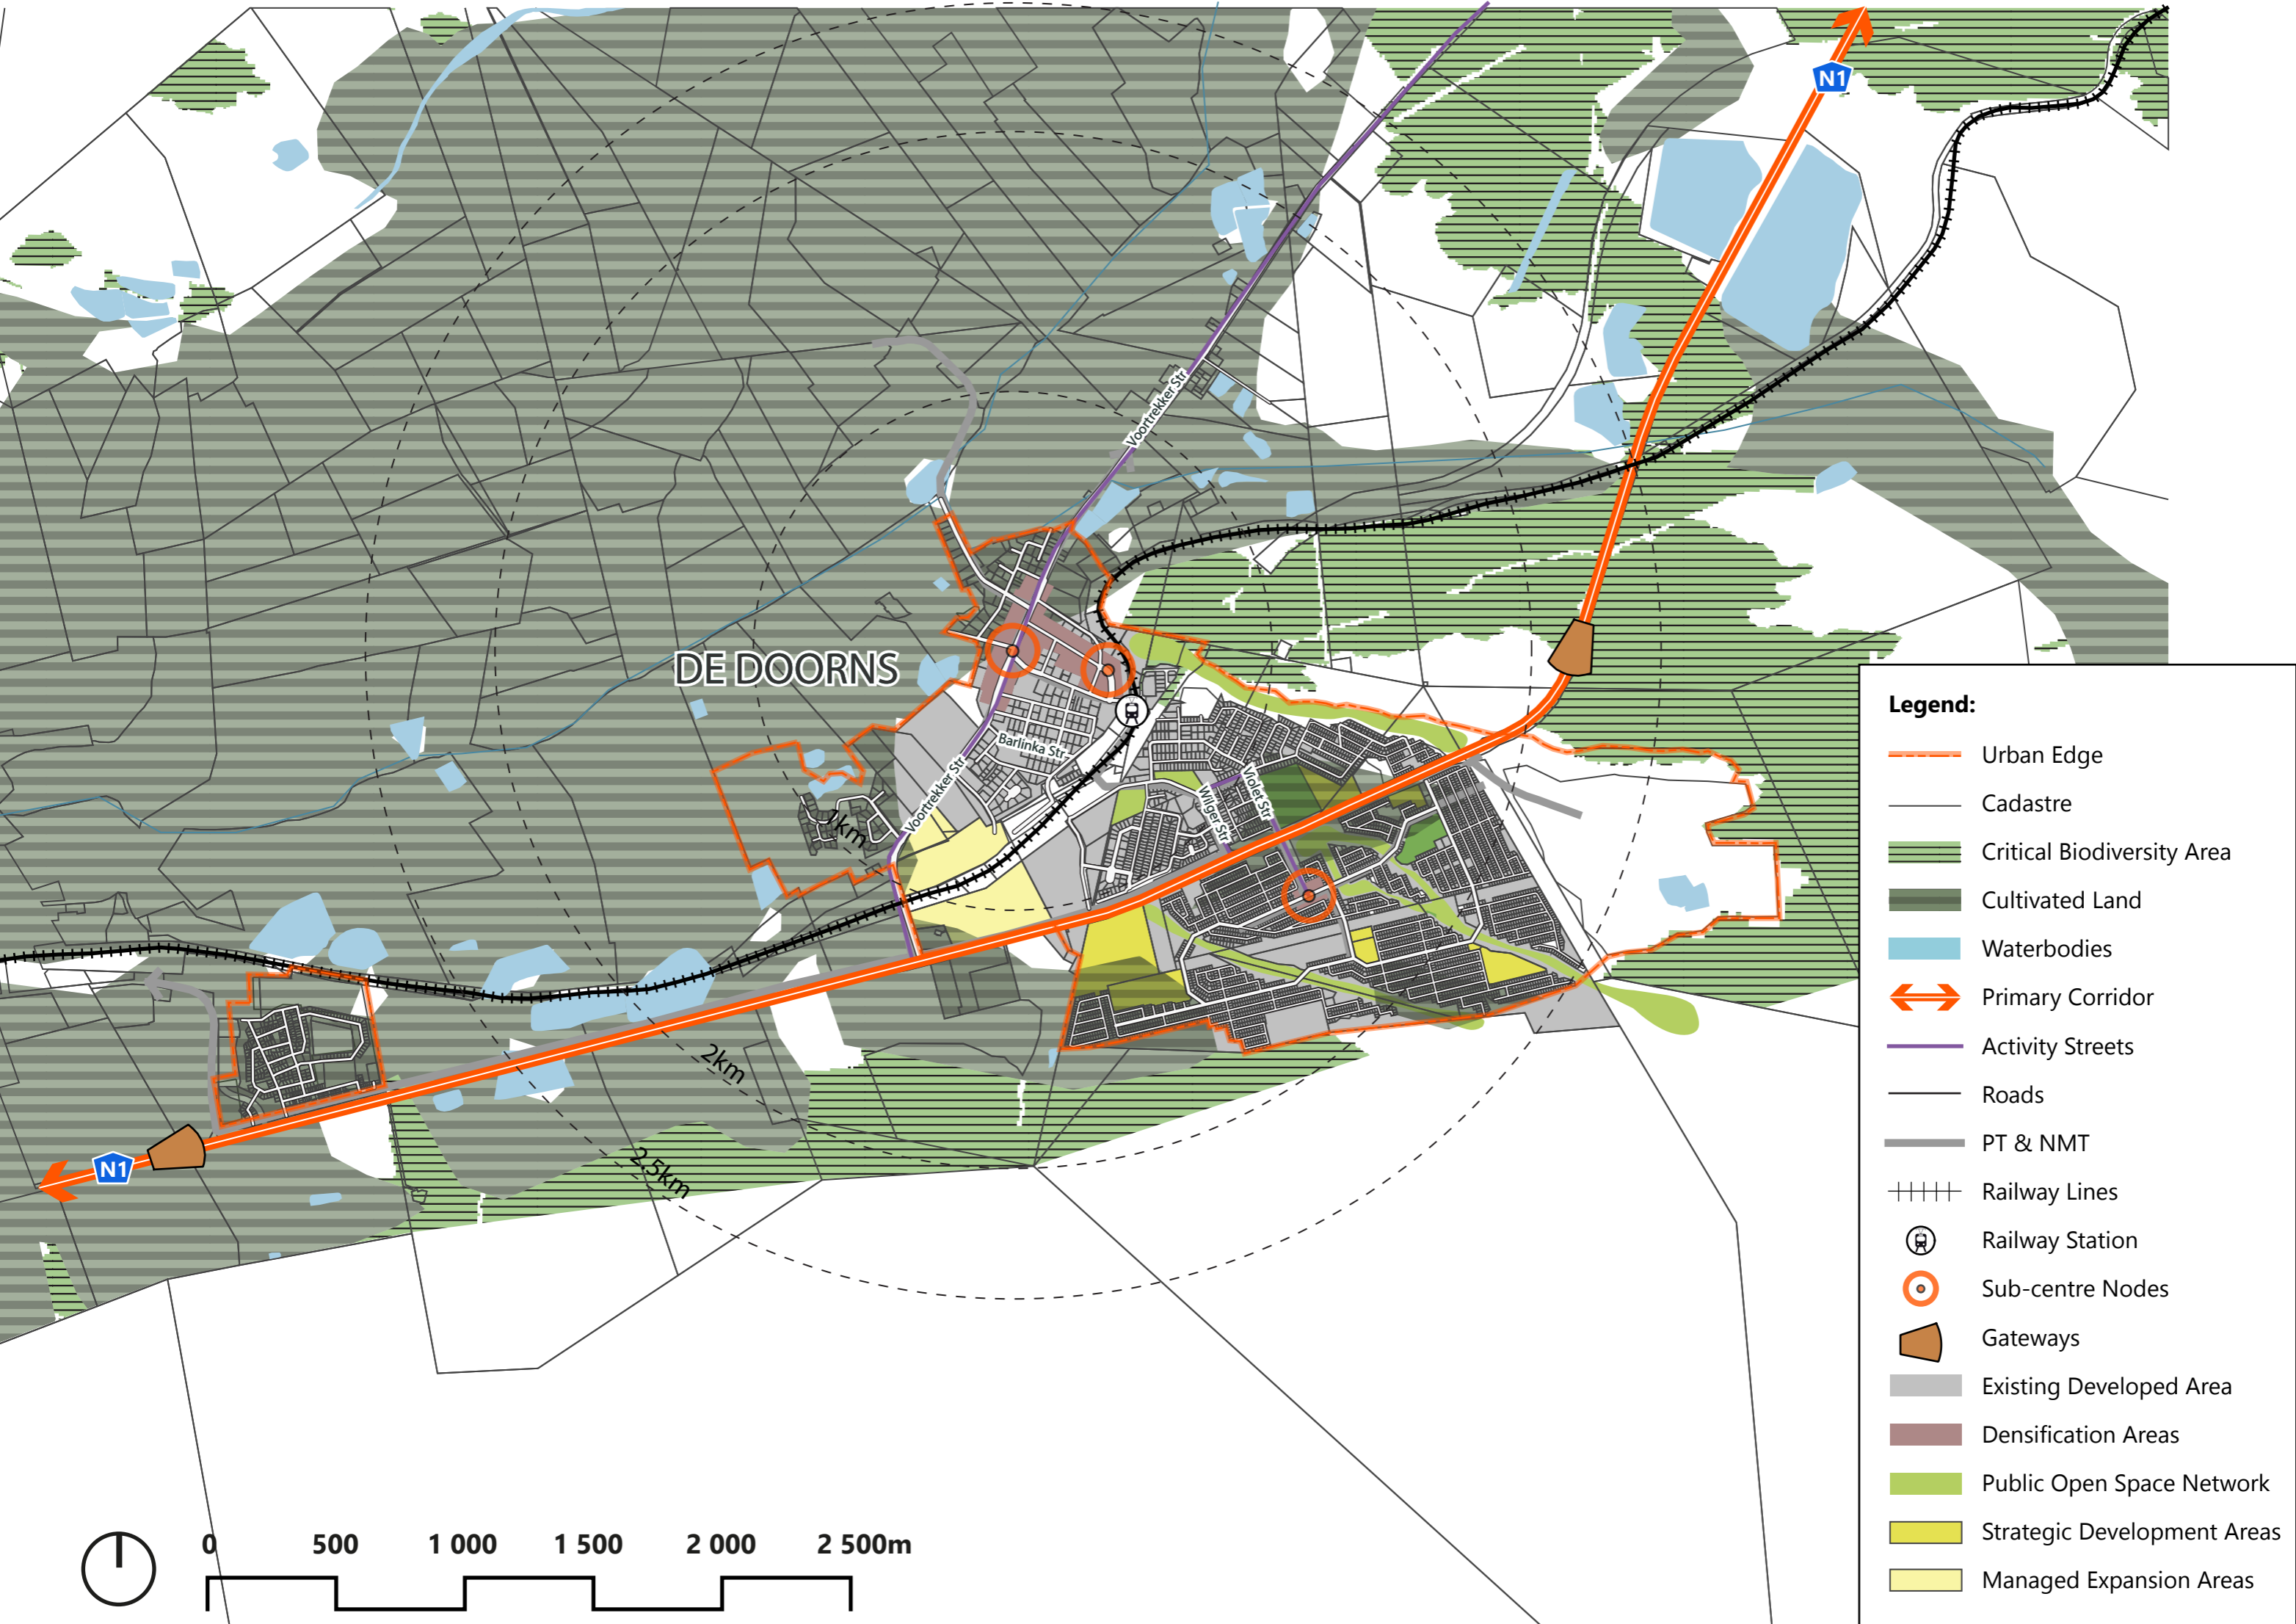 N1
Voortrekker Str
DE DOORNS
Barlinka Str
Voortrekker Str
Wilger Str
Violet Str
1km
2km
2.5km
N1
Legend:
Urban Edge
Cadastre
Critical Biodiversity Area
Cultivated Land
Waterbodies
Primary Corridor
Activity Streets
Roads
PT & NMT
Railway Lines
Railway Station
Sub-centre Nodes
Gateways
Existing Developed Area
Densification Areas
Public Open Space Network
Strategic Development Areas
Managed Expansion Areas
0 500 1 000 1 500 2 000 2 500m